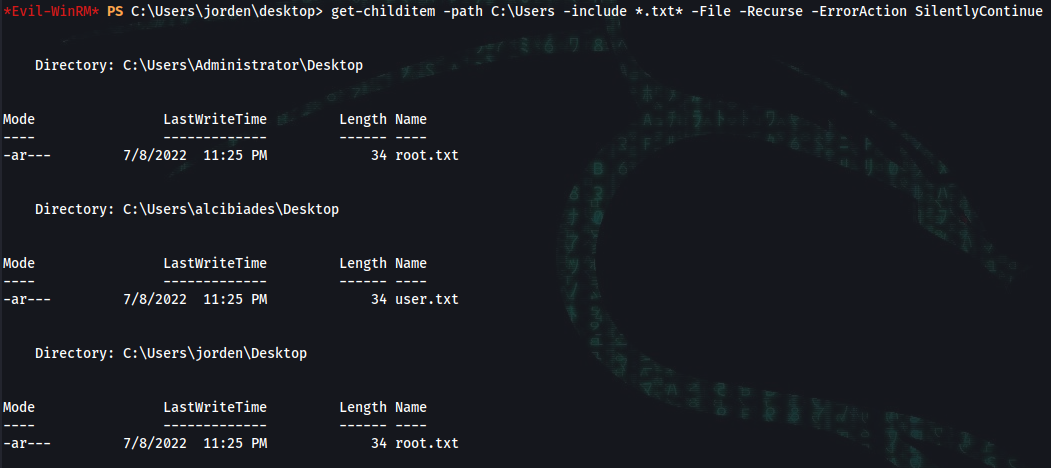 *Evil-WinRM* PS C:\Users\jorden\desktop> get-childitem -path C:\Users -include *.txt* -File -Recurse -ErrorAction SilentlyContinue
Directory: C:\Users\Administrator\Desktop
Mode LastWriteTime Length Name
---- ------------- ------ ----
-ar--- 7/8/2022 11:25 PM 34 root.txt
Directory: C:\Users\alcibiades\Desktop
Mode LastWriteTime Length Name
---- ------------- ------ ----
-ar--- 7/8/2022 11:25 PM 34 user.txt
Directory: C:\Users\jorden\Desktop
Mode LastWriteTime Length Name
---- ------------- ------ ----
-ar--- 7/8/2022 11:25 PM 34 root.txt